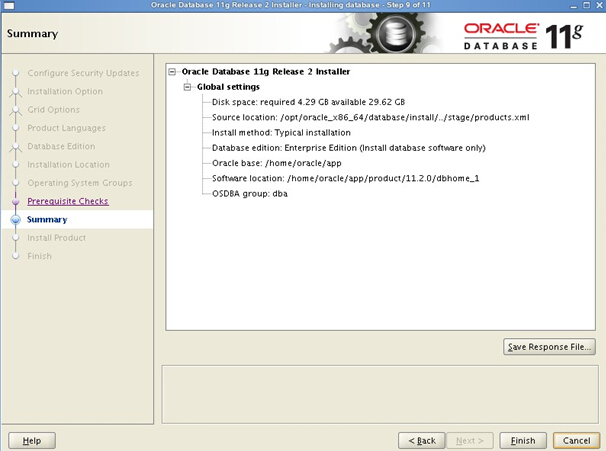 Oracle Database 11g Release 2 Installer - Installing database - Step 9 of 11
Summary
ORACLE DATABASE 11g
Configure Security Updates
Installation Option
Grid Options
Product Languages
Database Edition
Installation Location
Operating System Groups
Prerequisite Checks
Summary
Install Product
Finish
Oracle Database 11g Release 2 Installer
Global settings
Disk space: required 4.29 GB available 29.62 GB
Source location: /opt/oracle_x86_64/database/install/../stage/products.xml
Install method: Typical installation
Database edition: Enterprise Edition (Install database software only)
Oracle base: /home/oracle/app
Software location: /home/oracle/app/product/11.2.0/dbhome_1
OSDBA group: dba
Save Response File...
Help
< Back
Next >
Finish
Cancel